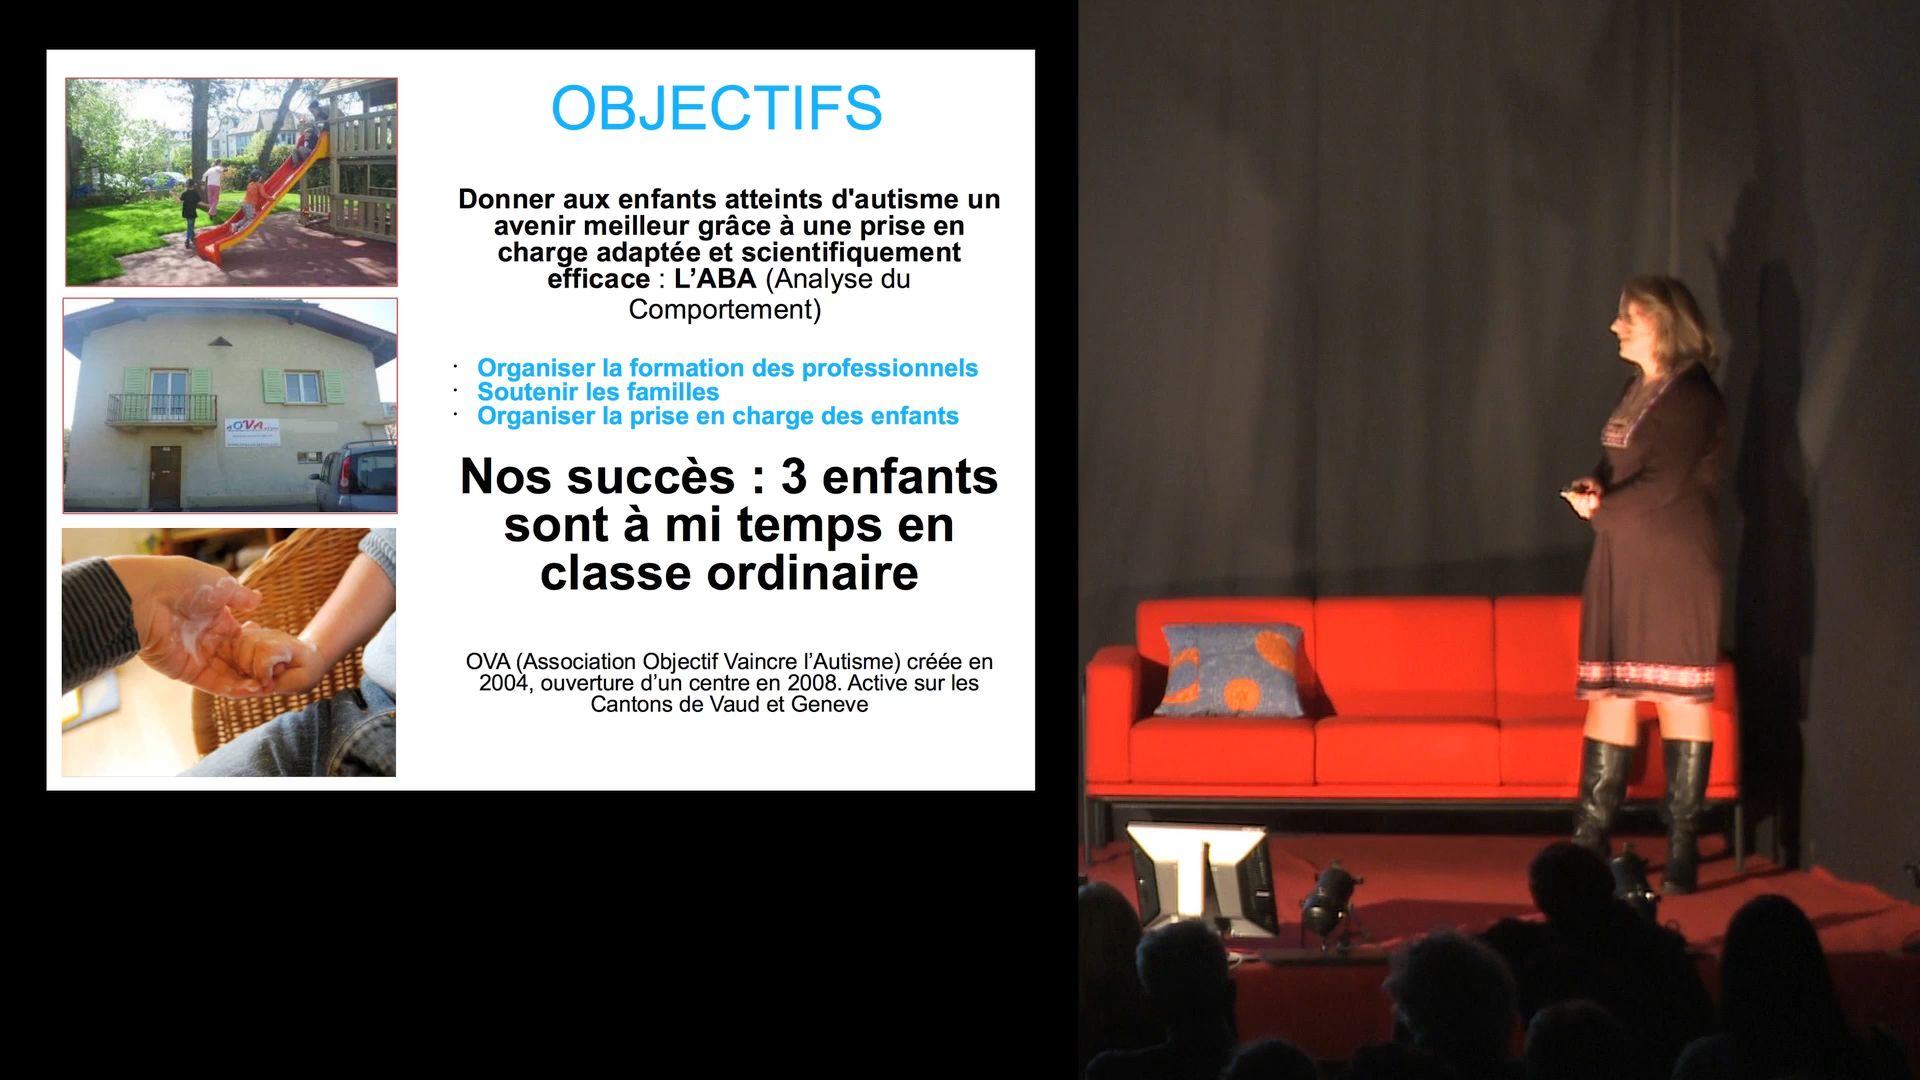 OBJECTIFS
Donner aux enfants atteints d'autisme un
avenir meilleur grâce à une prise en
charge adaptée et scientifiquement
efficace : L’ABA (Analyse du
Comportement)
· Organiser la formation des professionnels
· Soutenir les familles
· Organiser la prise en charge des enfants
Nos succès : 3 enfants
sont à mi temps en
classe ordinaire
OVA (Association Objectif Vaincre l’Autisme) créée en
2004, ouverture d’un centre en 2008. Active sur les
Cantons de Vaud et Geneve
OVA